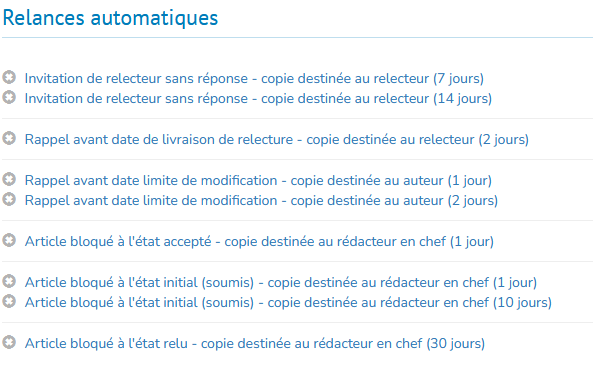 Relances automatiques
Invitation de relecteur sans réponse - copie destinée au relecteur (7 jours)
Invitation de relecteur sans réponse - copie destinée au relecteur (14 jours)
Rappel avant date de livraison de relecture - copie destinée au relecteur (2 jours)
Rappel avant date limite de modification - copie destinée au auteur (1 jour)
Rappel avant date limite de modification - copie destinée au auteur (2 jours)
Article bloqué à l'état accepté - copie destinée au rédacteur en chef (1 jour)
Article bloqué à l'état initial (soumis) - copie destinée au rédacteur en chef (1 jour)
Article bloqué à l'état initial (soumis) - copie destinée au rédacteur en chef (10 jours)
Article bloqué à l'état relu - copie destinée au rédacteur en chef (30 jours)